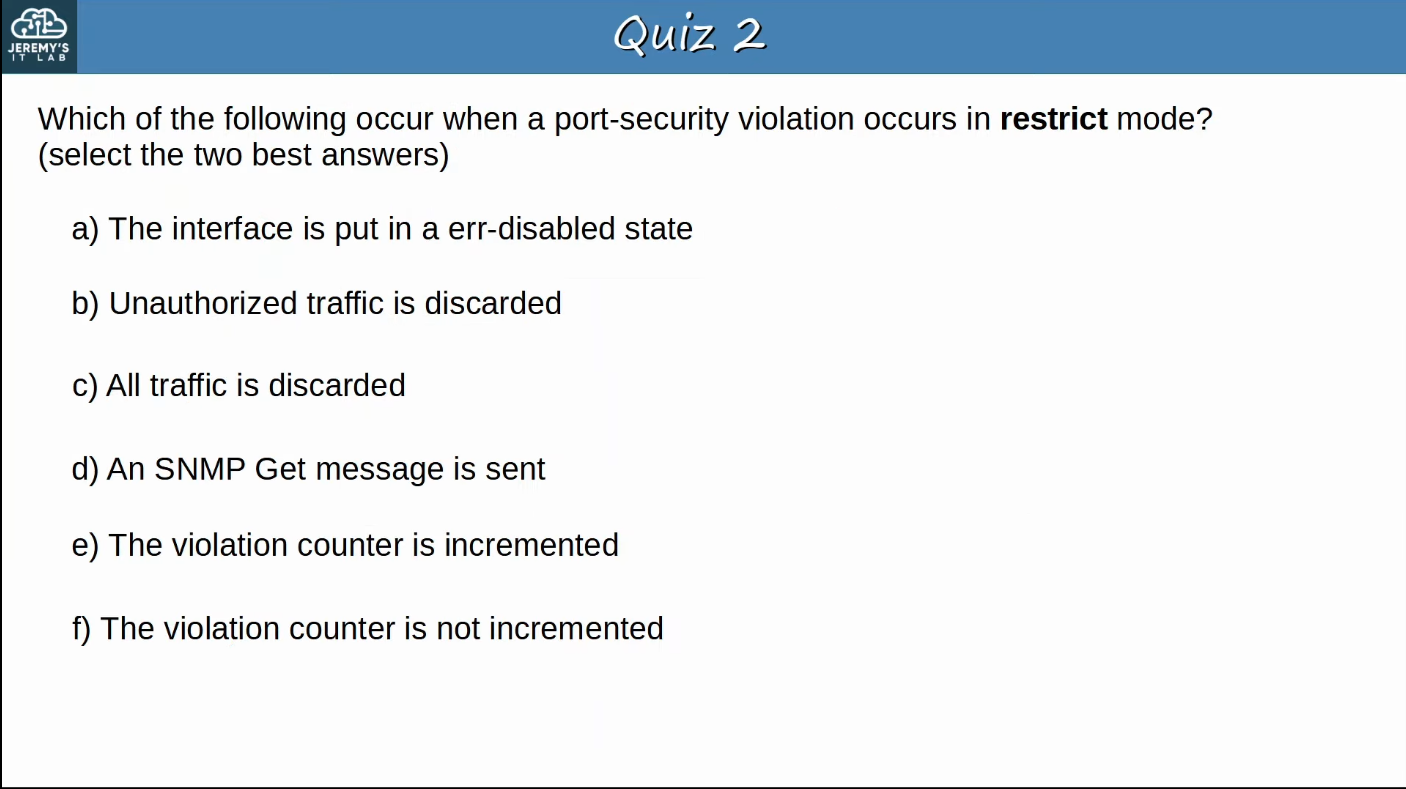 JEREMY'S
IT LAB
Quiz 2
Which of the following occur when a port-security violation occurs in restrict mode?
(select the two best answers)
a) The interface is put in a err-disabled state
b) Unauthorized traffic is discarded
c) All traffic is discarded
d) An SNMP Get message is sent
e) The violation counter is incremented
f) The violation counter is not incremented